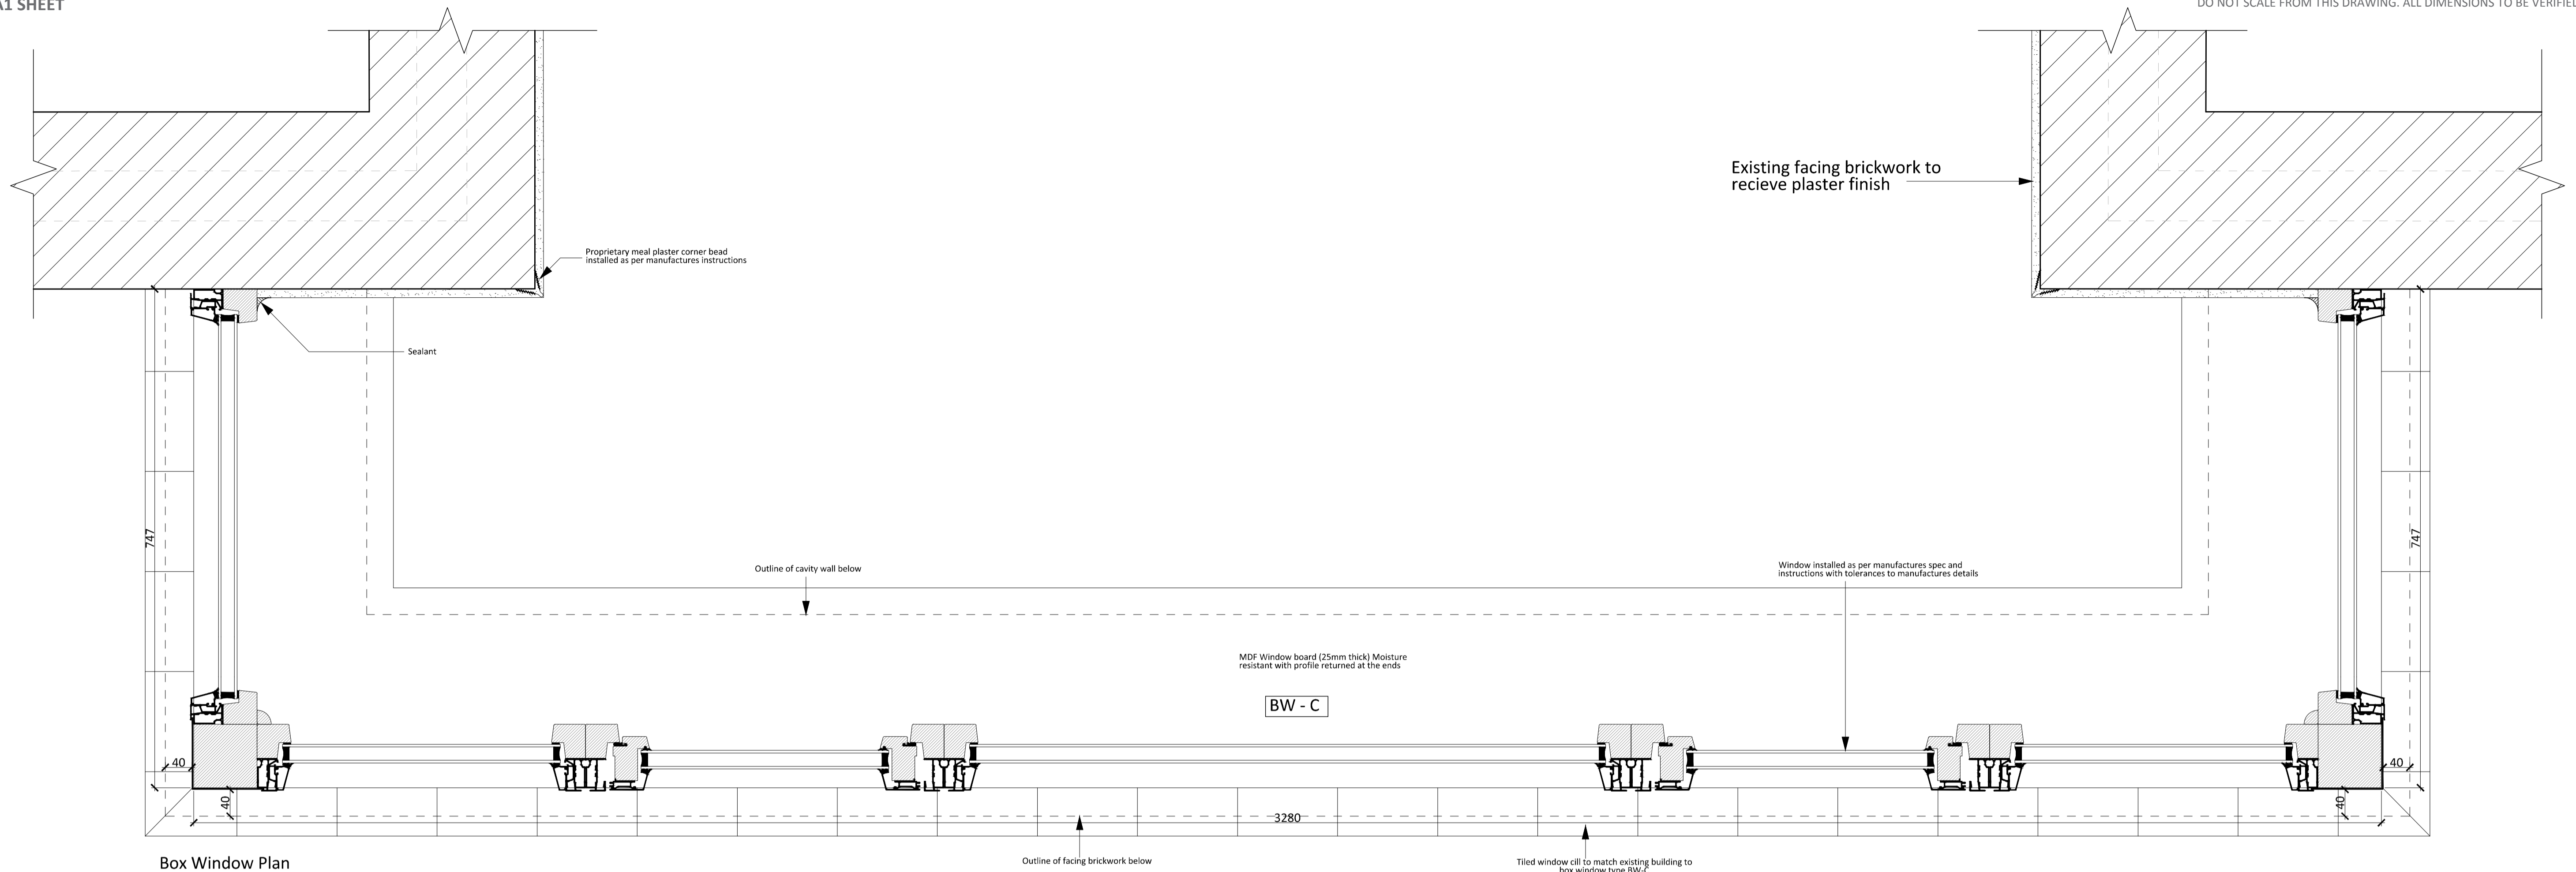 A1 SHEET
DO NOT SCALE FROM THIS DRAWING. ALL DIMENSIONS TO BE VERIFIED
Existing facing brickwork to
recieve plaster finish
Proprietary meal plaster corner bead
installed as per manufactures instructions
Sealant
747
747
Outline of cavity wall below
Window installed as per manufactures spec and
instructions with tolerances to manufactures details
MDF Window board (25mm thick) Moisture
resistant with profile returned at the ends
BW - C
40
40
40
40
3280
Box Window Plan
Outline of facing brickwork below
Tiled window cill to match existing building to
box window type BW-C